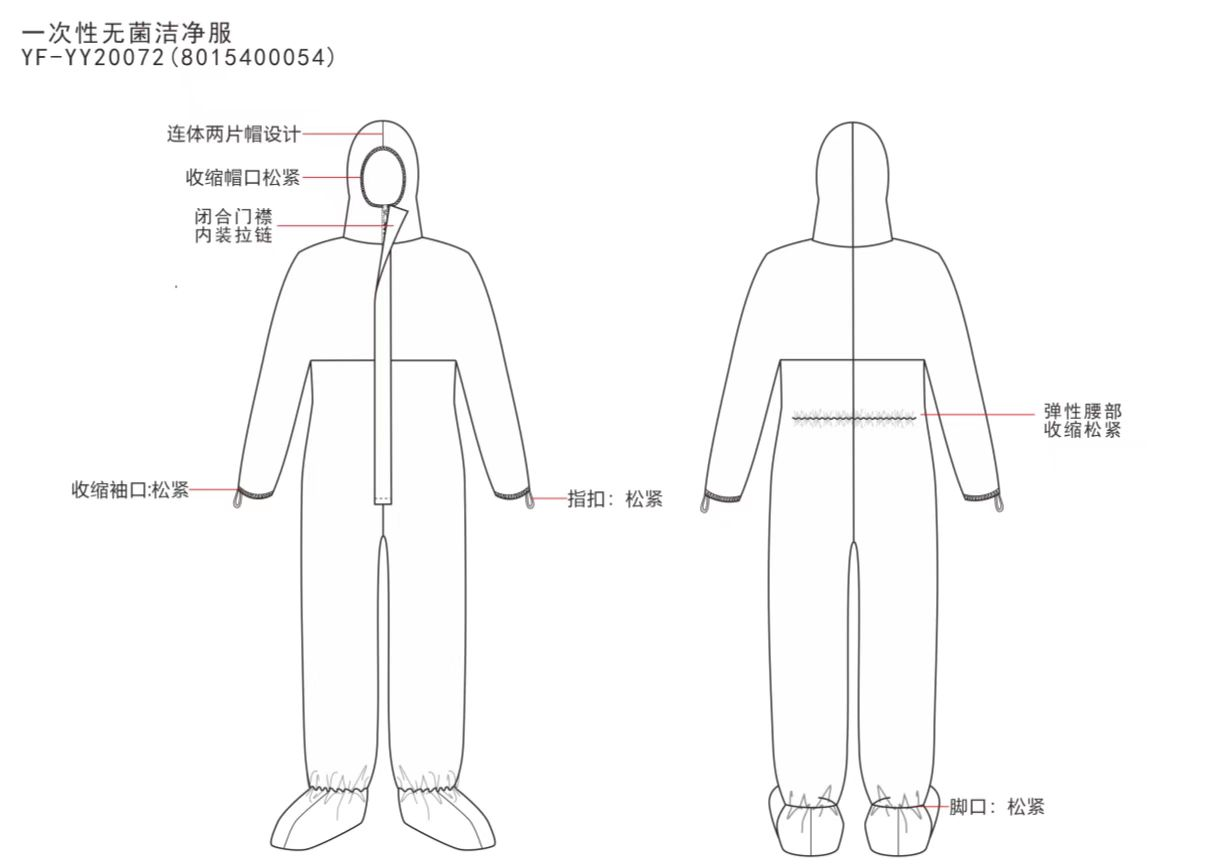 一次性无菌洁净服
YF-YY20072(8015400054)
连体两片帽设计
收缩帽口松紧
闭合门襟
内装拉链
弹性腰部
收缩松紧
收缩袖口:松紧
指扣：松紧
脚口：松紧